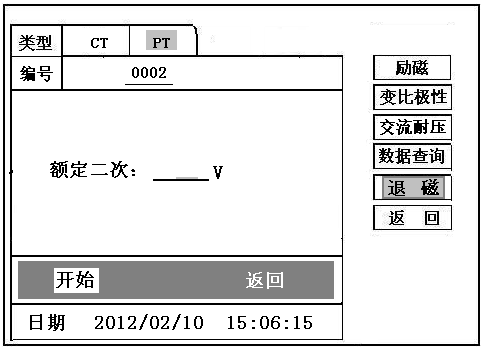 类型 CT PT
编号 0002
额定二次: V
开始 返回
日期 2012/02/10 15:06:15
励磁
变比极性
交流耐压
数据查询
退 磁
返 回